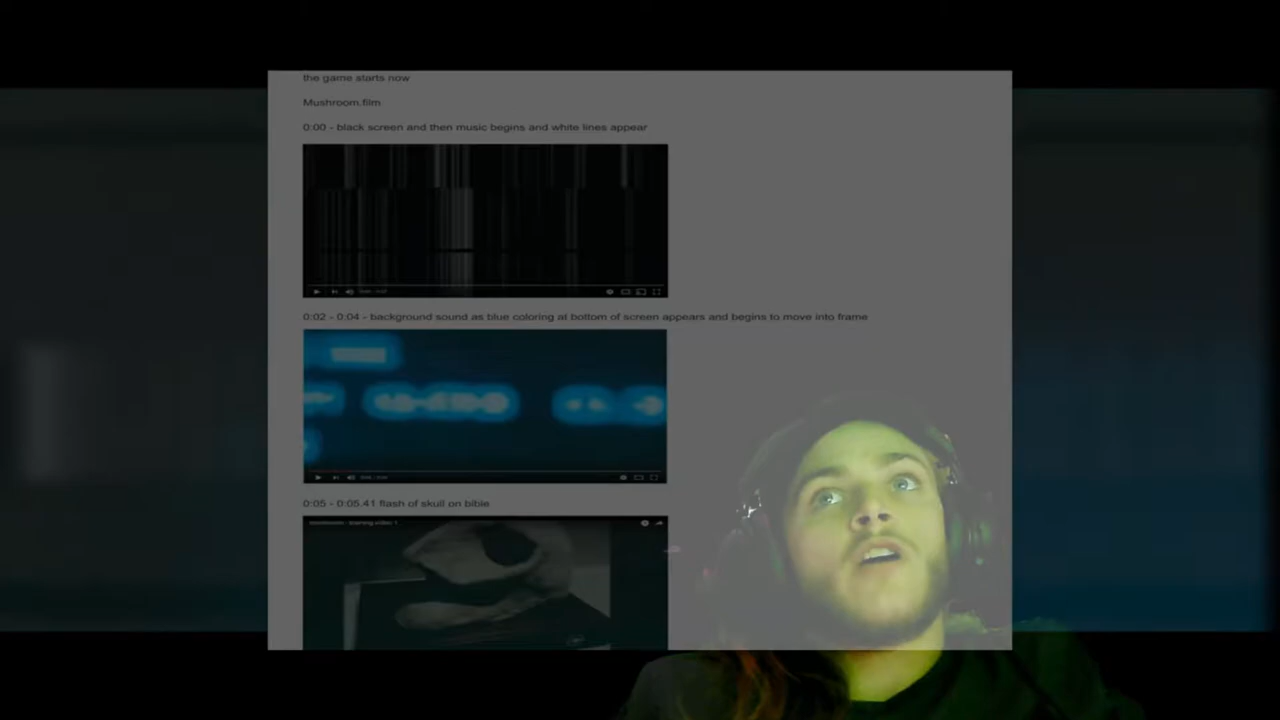 the game starts now
Mushroom.film
0:00 - black screen and then music begins and white lines appear
0:02 - 0:04 - background sound as blue coloring at bottom of screen appears and begins to move into frame
0:05 - 0:05.41 flash of skull on bible